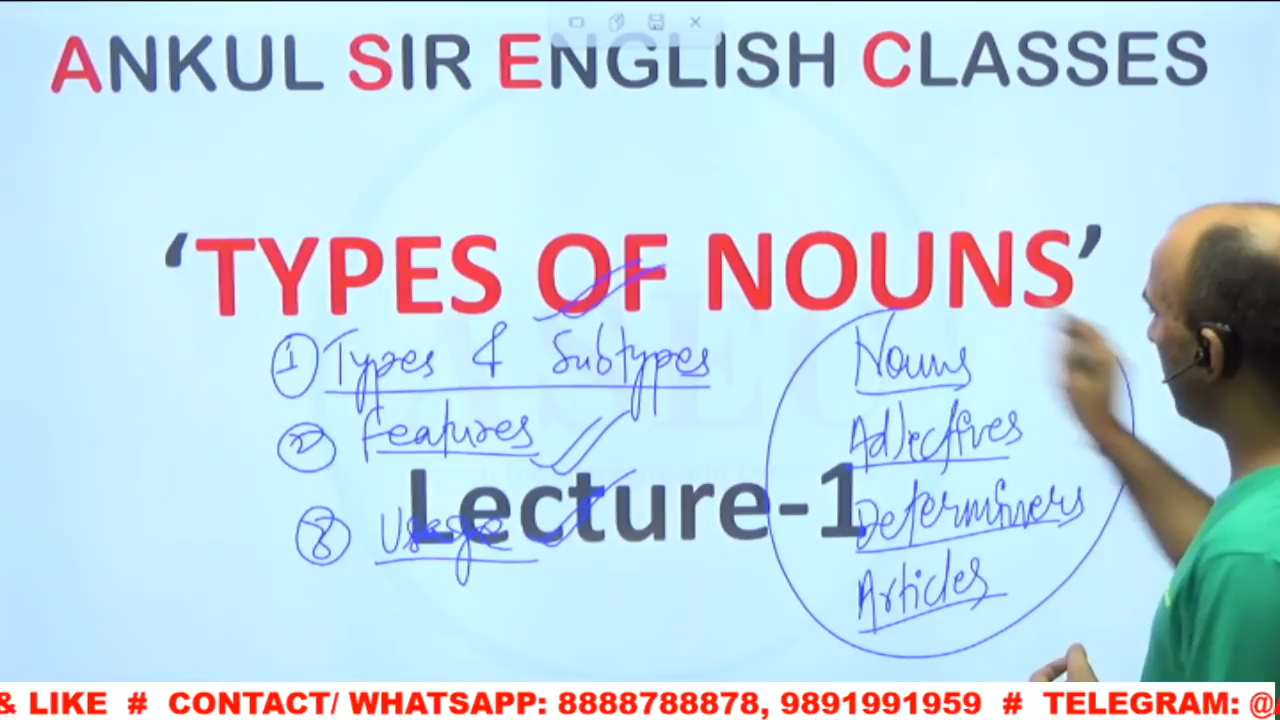 ANKUL SIR ENGLISH CLASSES
'TYPES OF NOUNS'
① Types & Subtypes
② Features
③ Usage
Lecture-1
Nouns
Adjectives
Determiners
Articles
& LIKE # CONTACT/ WHATSAPP: 8888788878, 9891991959 # TELEGRAM: @